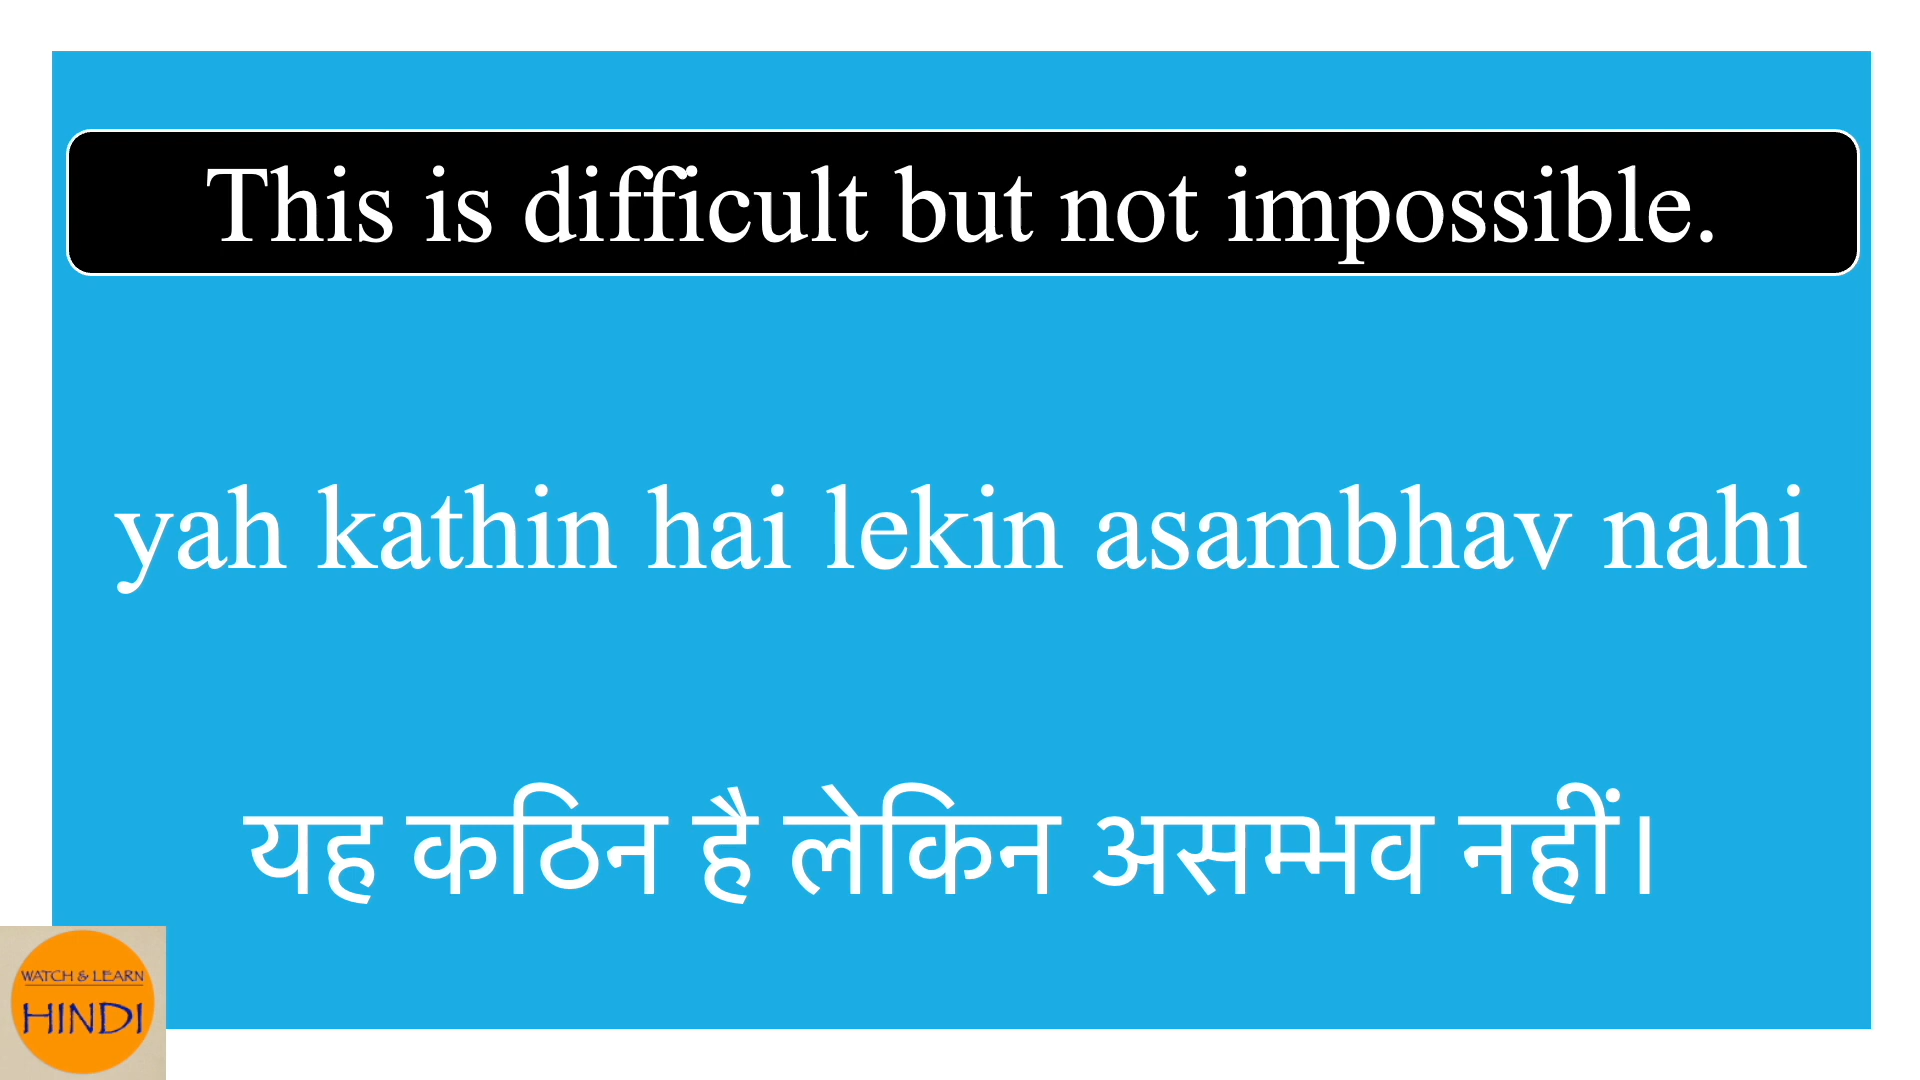 This is difficult but not impossible.
yah kathin hai lekin asambhav nahi
यह कठिन है लेकिन असम्भव नहीं।
WATCH & LEARN
HINDI